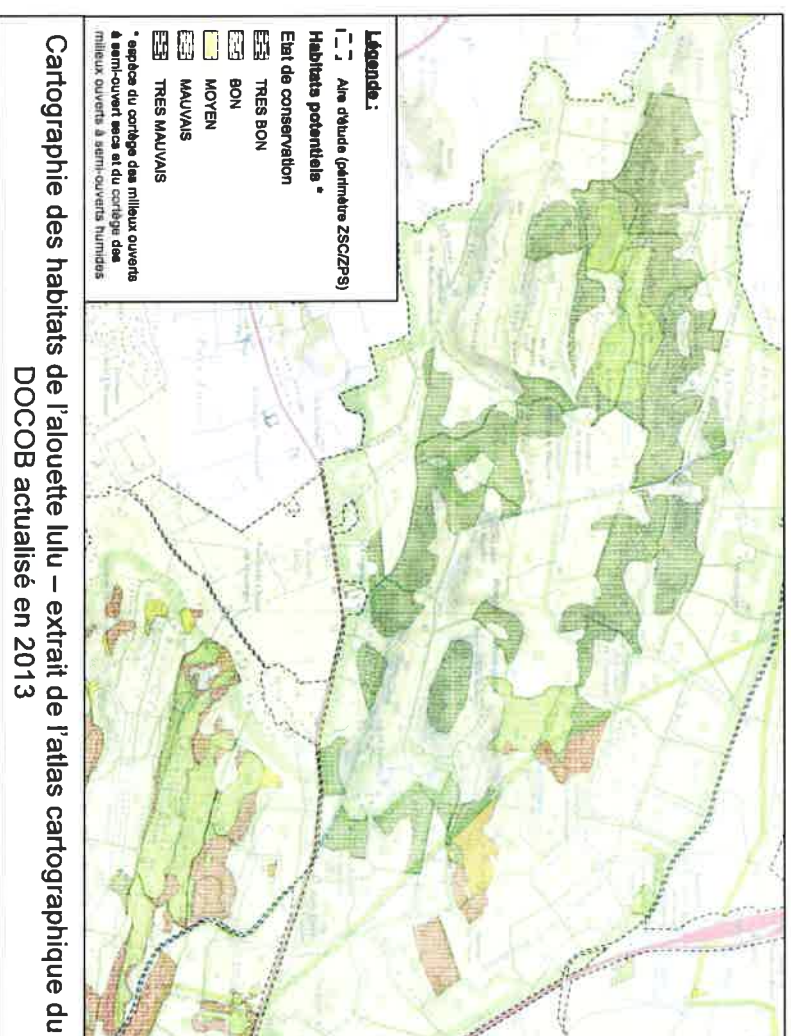 Légende :
Aire d'étude (périmètre ZSC/ZPS)
Habitats potentiels *
Etat de conservation
TRES BON
BON
MOYEN
MAUVAIS
TRES MAUVAIS
* espèce du cortège des milieux ouverts
à semi-ouvert secs et du cortège des
milieux ouverts à semi-ouverts humides
Cartographie des habitats de l'alouette lulu – extrait de l'atlas cartographique du
DOCOB actualisé en 2013